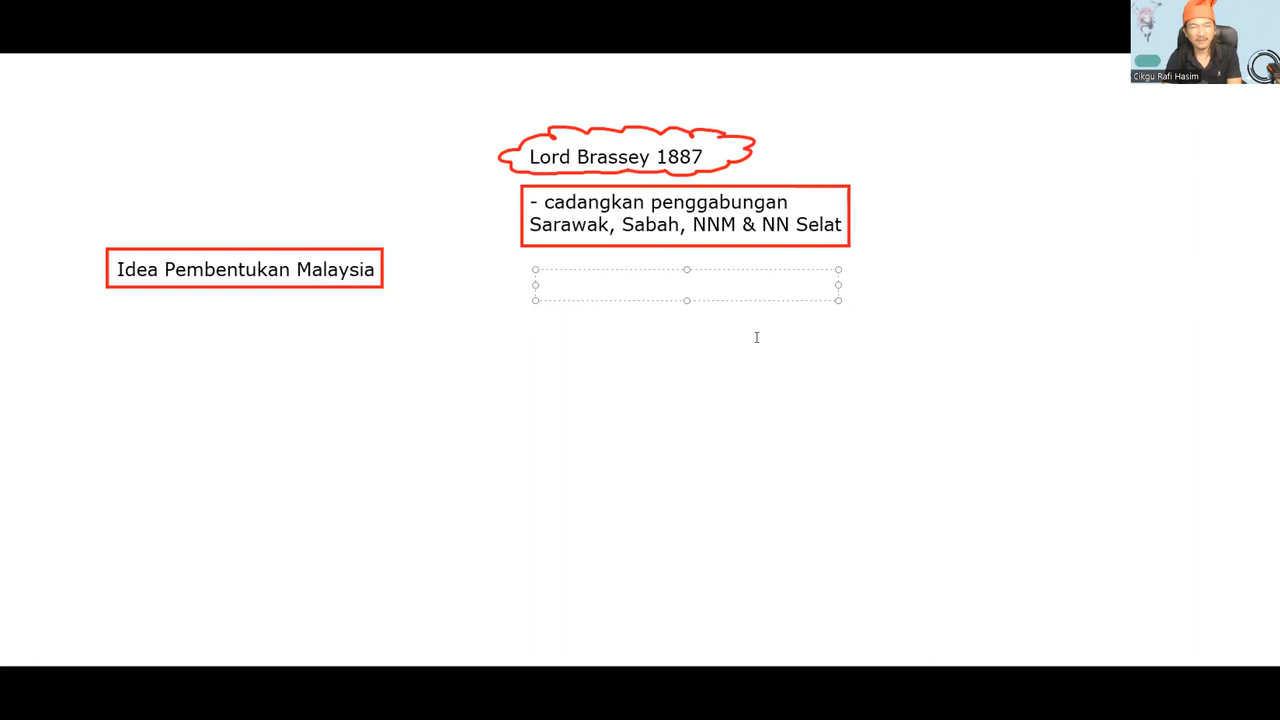 Cikgu Rafi Hasim
Lord Brassey 1887
- cadangkan penggabungan
Sarawak, Sabah, NNM & NN Selat
Idea Pembentukan Malaysia